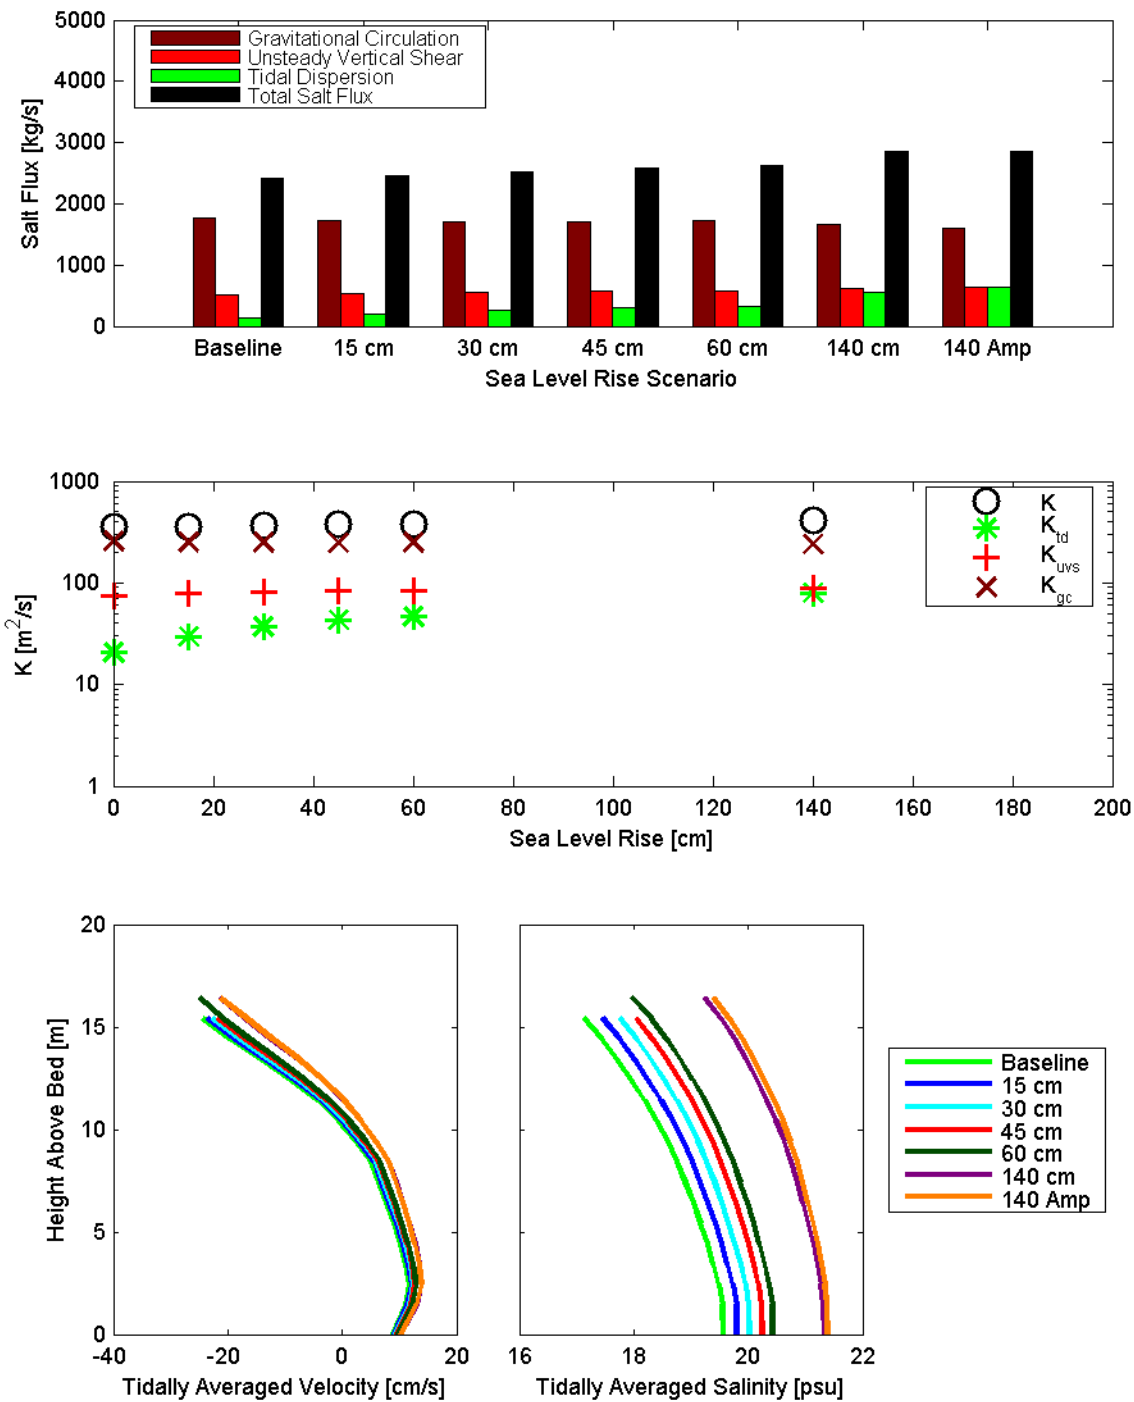 5000
4000
3000
2000
1000
0
Salt Flux [kg/s]
Gravitational Circulation
Unsteady Vertical Shear
Tidal Dispersion
Total Salt Flux
Baseline 15 cm 30 cm 45 cm 60 cm 140 cm 140 Amp
Sea Level Rise Scenario
1000
100
10
1
K [m²/s]
K
K_td
K_uvs
K_gc
0 20 40 60 80 100 120 140 160 180 200
Sea Level Rise [cm]
20
15
10
5
0
Height Above Bed [m]
-40 -20 0 20
Tidally Averaged Velocity [cm/s]
16 18 20 22
Tidally Averaged Salinity [psu]
Baseline
15 cm
30 cm
45 cm
60 cm
140 cm
140 Amp